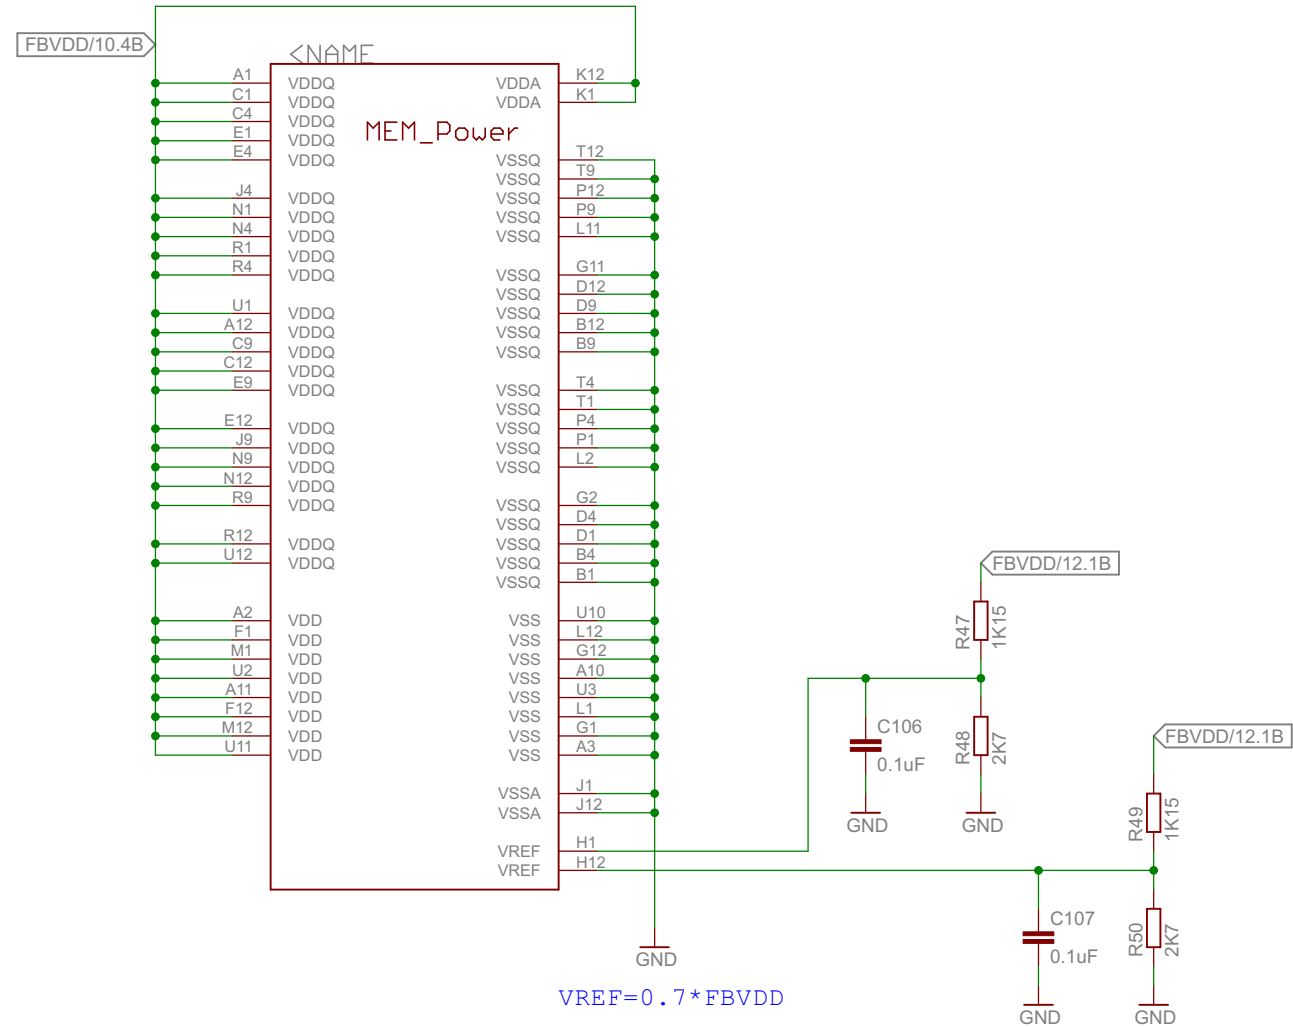 FBVDD/10.4B
<NAME
MEM_Power
A1 VDDQ
C1 VDDQ
C4 VDDQ
E1 VDDQ
E4 VDDQ
J4 VDDQ
N1 VDDQ
N4 VDDQ
R1 VDDQ
R4 VDDQ
U1 VDDQ
A12 VDDQ
C9 VDDQ
C12 VDDQ
E9 VDDQ
E12 VDDQ
J9 VDDQ
N9 VDDQ
N12 VDDQ
R9 VDDQ
R12 VDDQ
U12 VDDQ
A2 VDD
F1 VDD
M1 VDD
U2 VDD
A11 VDD
F12 VDD
M12 VDD
U11 VDD
VDDA K12
VDDA K1
VSSQ T12
VSSQ T9
VSSQ P12
VSSQ P9
VSSQ L11
VSSQ G11
VSSQ D12
VSSQ D9
VSSQ B12
VSSQ B9
VSSQ T4
VSSQ T1
VSSQ P4
VSSQ P1
VSSQ L2
VSSQ G2
VSSQ D4
VSSQ D1
VSSQ B4
VSSQ B1
VSS U10
VSS L12
VSS G12
VSS A10
VSS U3
VSS L1
VSS G1
VSS A3
VSSA J1
VSSA J12
VREF H1
VREF H12
GND
VREF=0.7*FBVDD
FBVDD/12.1B
R47
1K15
C106
0.1uF
GND
R48
2K7
GND
FBVDD/12.1B
R49
1K15
C107
0.1uF
GND
R50
2K7
GND